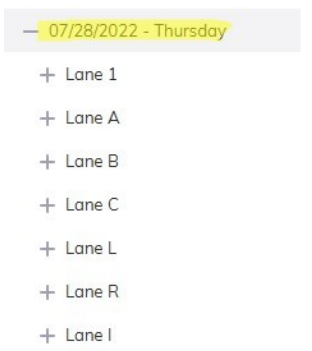 07/28/2022 - Thursday
Lane 1
Lane A
Lane B
Lane C
Lane L
Lane R
Lane I